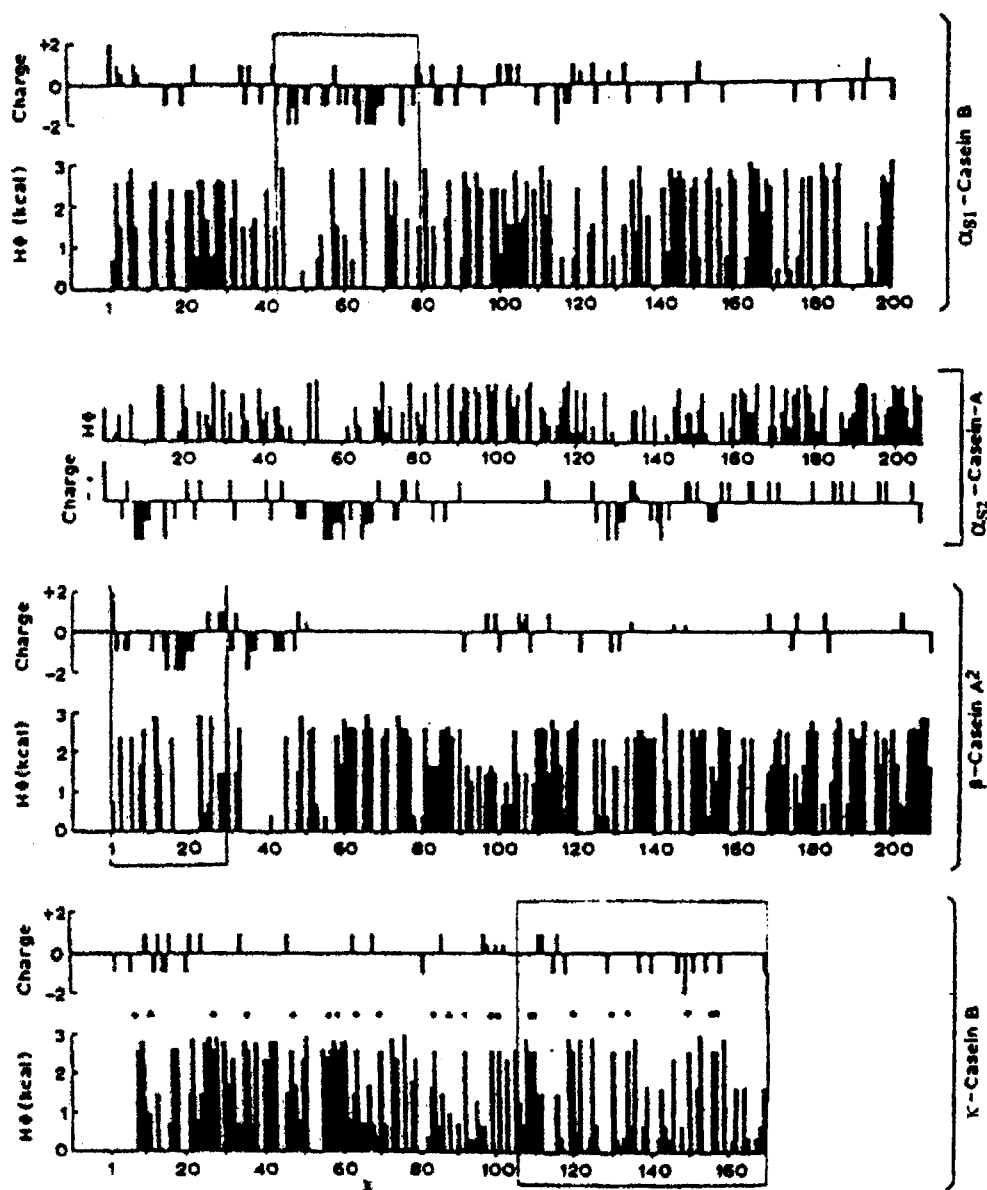 +2
0
-2
Charge
3
2
1
0
HΦ (kcal)
1 20 40 60 80 100 120 140 160 180 200
αS1-Casein B
HΦ
20 40 60 80 100 120 140 160 180 200
Charge
- +
αS2-Casein-A
+2
0
-2
Charge
3
2
1
0
HΦ(kcal)
1 20 40 60 80 100 120 140 160 180 200
β-Casein A²
+2
0
-2
Charge
3
2
1
0
HΦ(kcal)
1 20 40 60 80 100 120 140 160
κ-Casein B